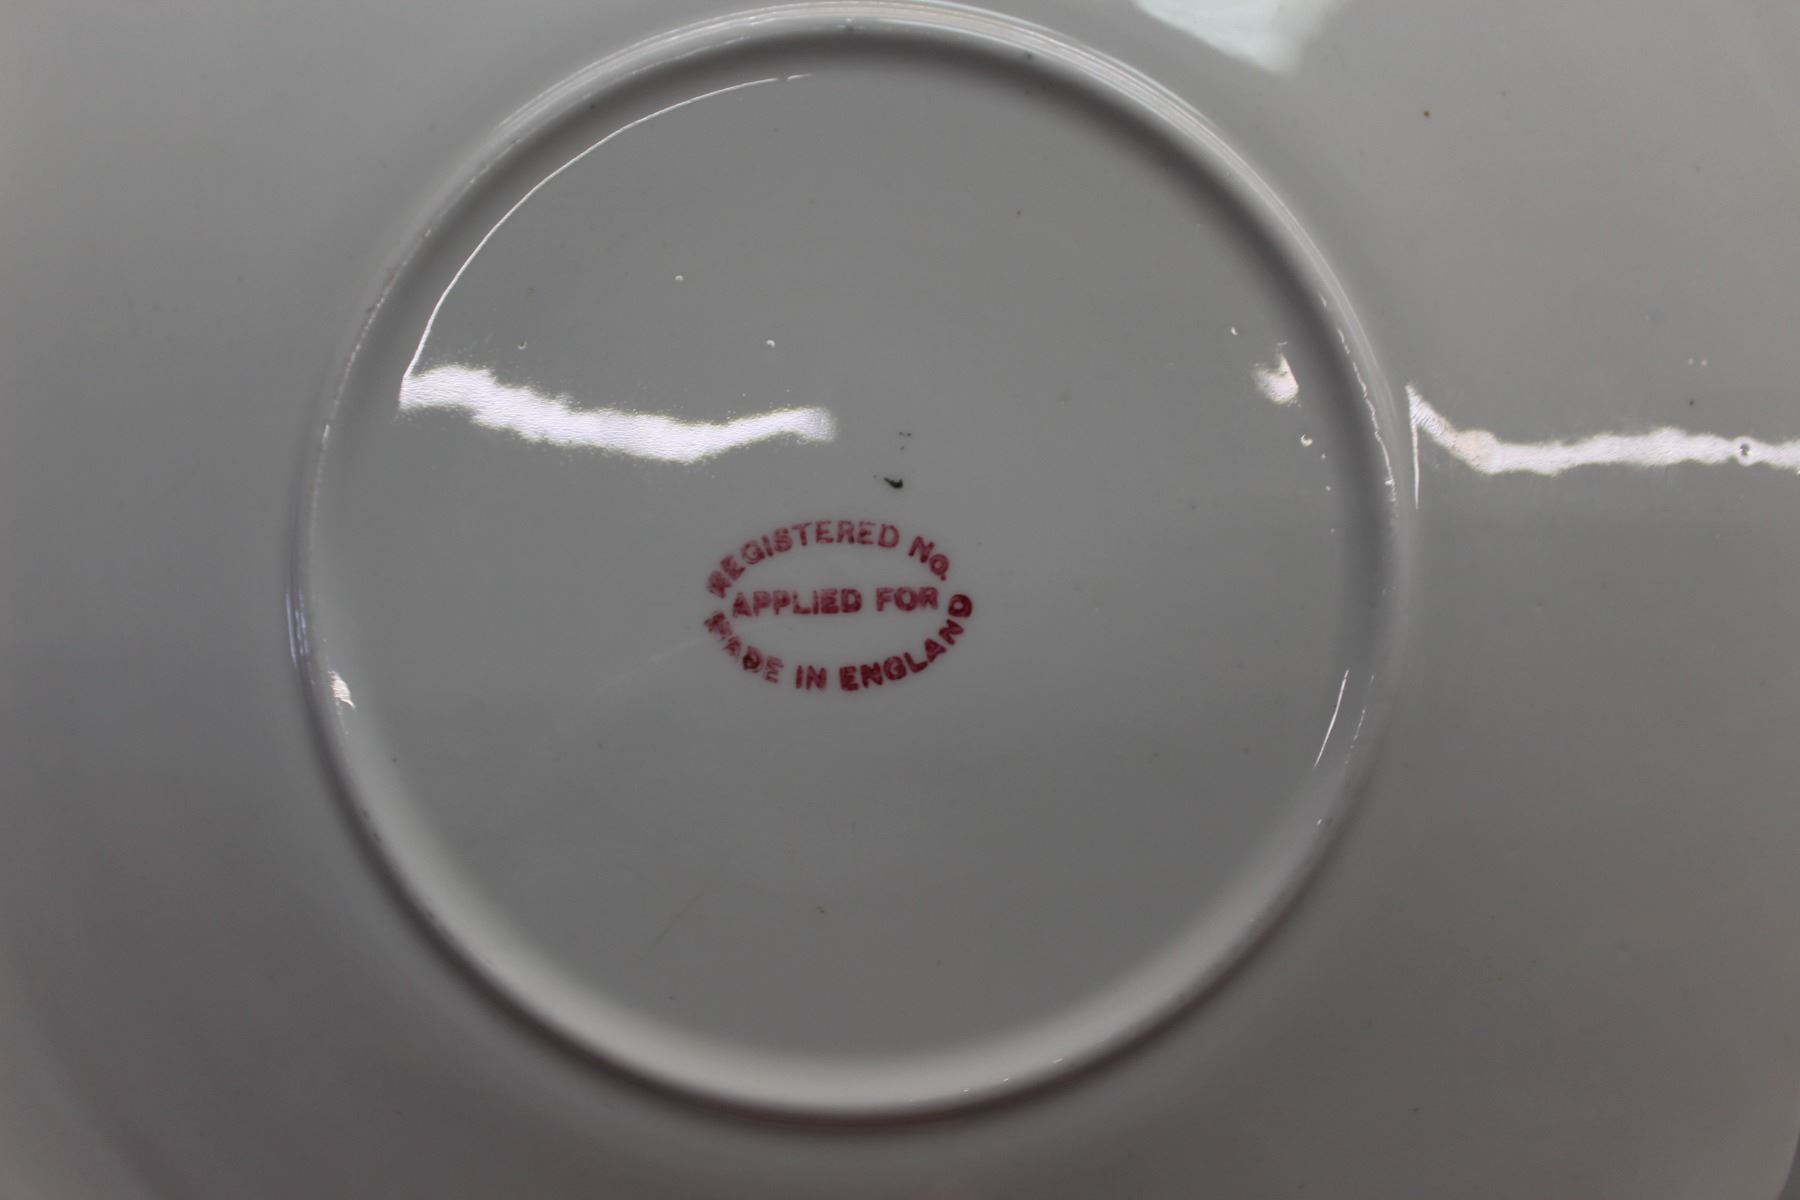 REGISTERED NO.
APPLIED FOR
MADE IN ENGLAND